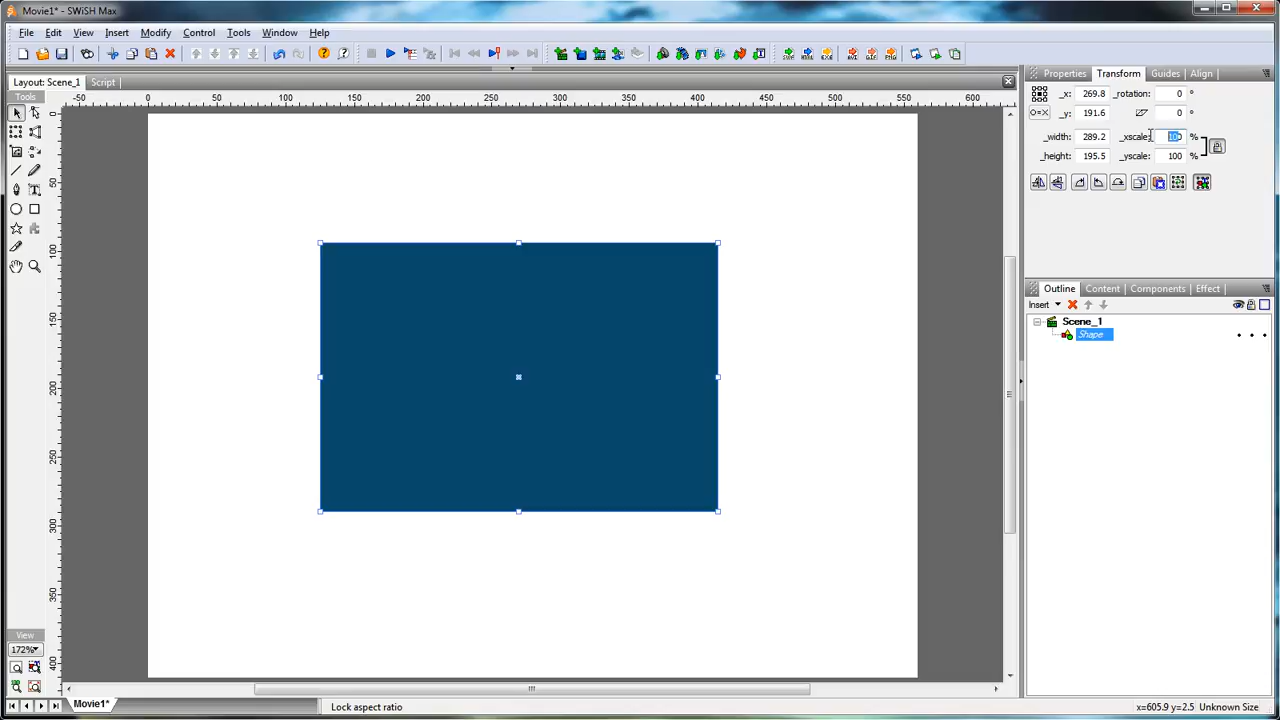 Movie1* - SWiSH Max
File Edit View Insert Modify Control Tools Window Help
Layout: Scene_1 Script
Properties Transform Guides Align
Tools
-50 0 50 100 150 200 250 300 350 400 450 500 550 600
_x: 269.8 _rotation: 0 °
_y: 191.6 0 °
_width: 289.2 _xscale: 100 %
_height: 195.5 _yscale: 100 %
0
50
100
150
200
250
300
350
400
Outline Content Components Effect
Insert
Scene_1
Shape
View
172%
Movie1*
Lock aspect ratio
x=605.9 y=2.5 Unknown Size